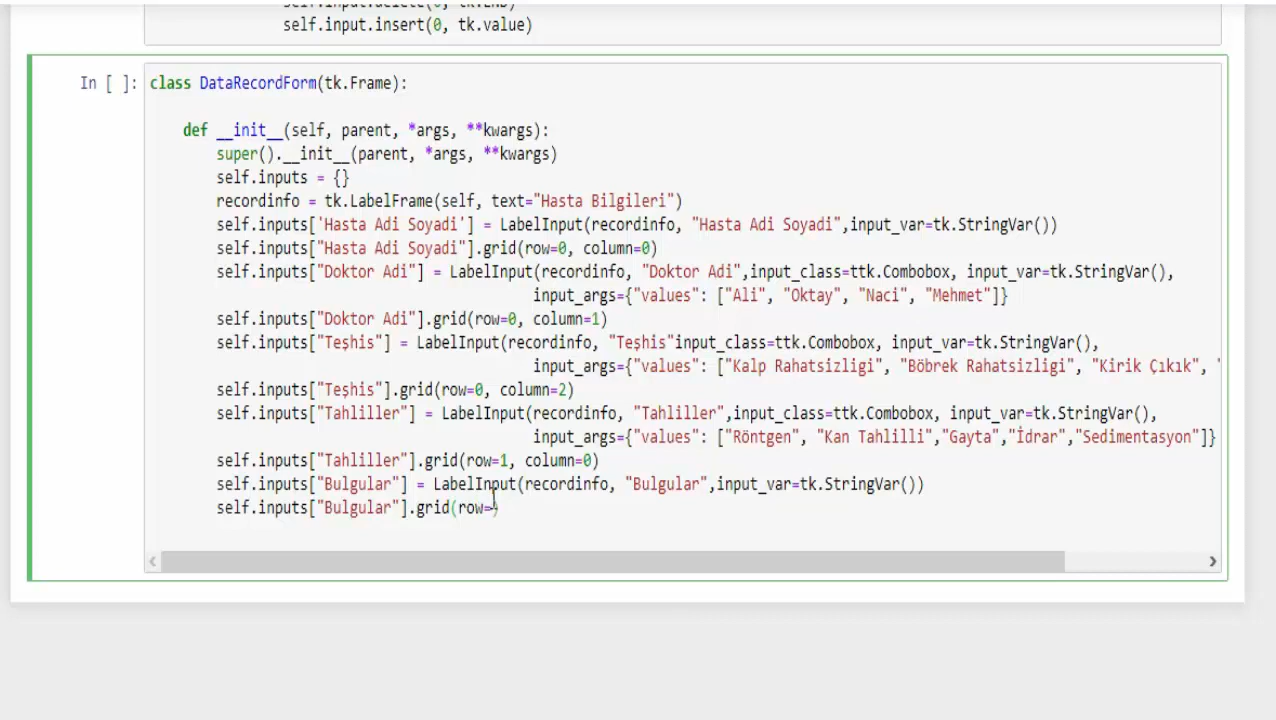 self.input.delete(0, tk.END)
self.input.insert(0, tk.value)
In [ ]:
class DataRecordForm(tk.Frame):
def __init__(self, parent, *args, **kwargs):
super().__init__(parent, *args, **kwargs)
self.inputs = {}
recordinfo = tk.LabelFrame(self, text="Hasta Bilgileri")
self.inputs['Hasta Adi Soyadi'] = LabelInput(recordinfo, "Hasta Adi Soyadi",input_var=tk.StringVar())
self.inputs["Hasta Adi Soyadi"].grid(row=0, column=0)
self.inputs["Doktor Adi"] = LabelInput(recordinfo, "Doktor Adi",input_class=ttk.Combobox, input_var=tk.StringVar(),
input_args={"values": ["Ali", "Oktay", "Naci", "Mehmet"]}
self.inputs["Doktor Adi"].grid(row=0, column=1)
self.inputs["Teşhis"] = LabelInput(recordinfo, "Teşhis"input_class=ttk.Combobox, input_var=tk.StringVar(),
input_args={"values": ["Kalp Rahatsizligi", "Böbrek Rahatsizligi", "Kirik Çıkık", "
self.inputs["Teşhis"].grid(row=0, column=2)
self.inputs["Tahliller"] = LabelInput(recordinfo, "Tahliller",input_class=ttk.Combobox, input_var=tk.StringVar(),
input_args={"values": ["Röntgen", "Kan Tahlilli","Gayta","İdrar","Sedimentasyon"]}
self.inputs["Tahliller"].grid(row=1, column=0)
self.inputs["Bulgular"] = LabelInput(recordinfo, "Bulgular",input_var=tk.StringVar())
self.inputs["Bulgular"].grid(row=)